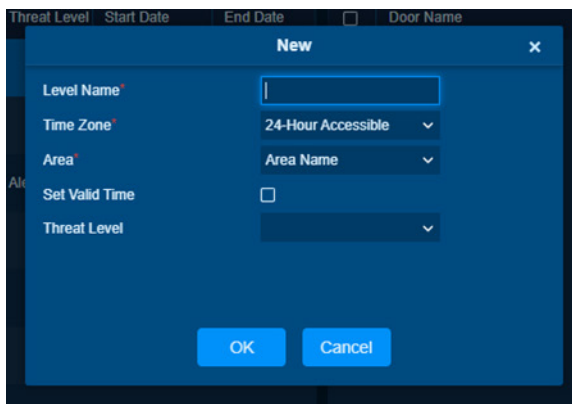 Threat Level Start Date End Date Door Name
New
Level Name*
Time Zone* 24-Hour Accessible
Area* Area Name
Set Valid Time
Threat Level
OK Cancel